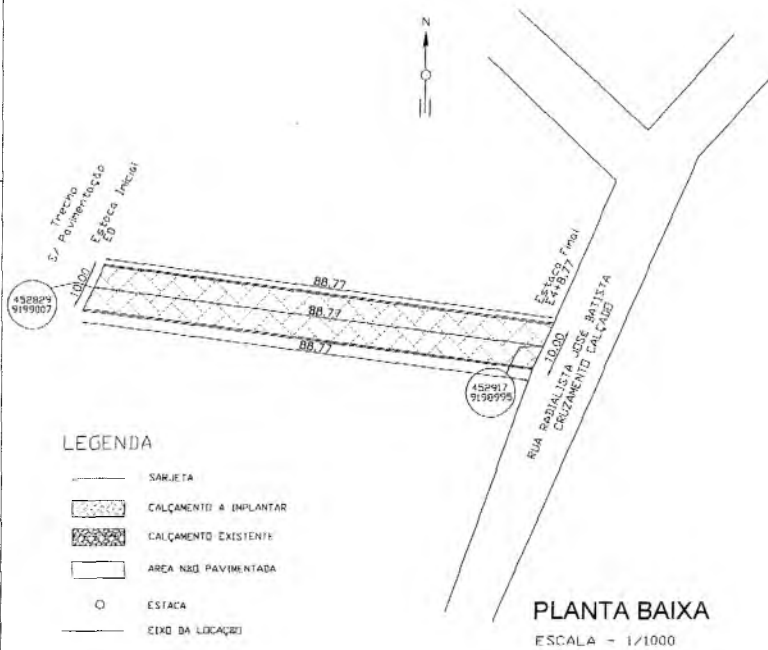 N
Trecho
S/ Pavimentação
Estaca Inicial
E0
10.00
452829
9199007
88.77
88.77
88.77
Estaca Final
E4+8.77
10.00
452917
9198995
RUA RADIALISTA JOSÉ BATISTA
CRUZAMENTO CALÇADO
LEGENDA
SARJETA
CALÇAMENTO A IMPLANTAR
CALÇAMENTO EXISTENTE
AREA NÃO PAVIMENTADA
ESTACA
EIXO DA LOCAÇÃO
PLANTA BAIXA
ESCALA - 1/1000